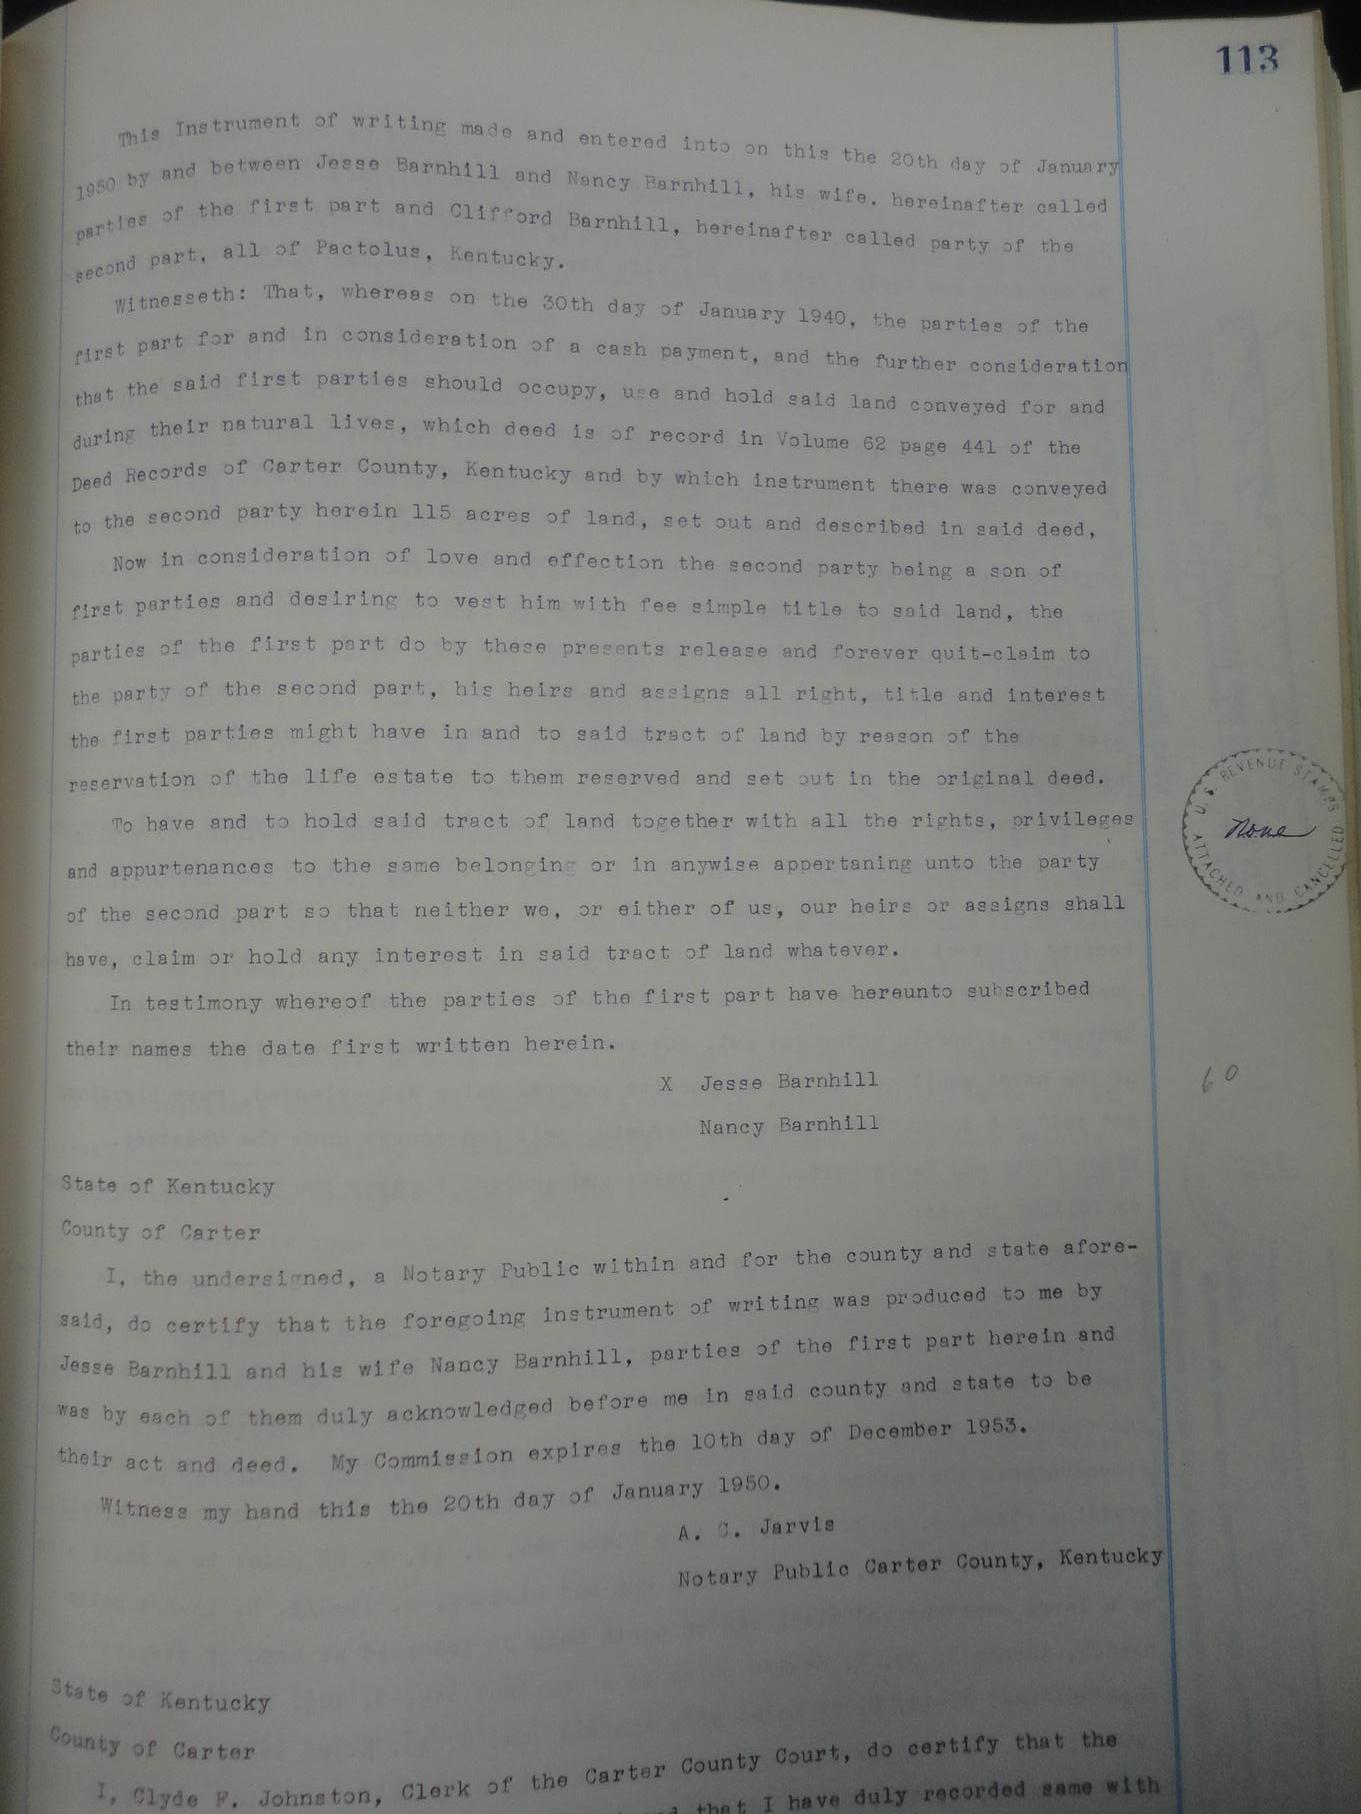 113
This Instrument of writing made and entered into on this the 20th day of January
1950 by and between Jesse Barnhill and Nancy Barnhill, his wife. hereinafter called
parties of the first part and Clifford Barnhill, hereinafter called party of the
second part, all of Pactolus, Kentucky.
Witnesseth: That, whereas on the 30th day of January 1940, the parties of the
first part for and in consideration of a cash payment, and the further consideration
that the said first parties should occupy, use and hold said land conveyed for and
during their natural lives, which deed is of record in Volume 62 page 441 of the
Deed Records of Carter County, Kentucky and by which instrument there was conveyed
to the second party herein 115 acres of land, set out and described in said deed,
Now in consideration of love and effection the second party being a son of
first parties and desiring to vest him with fee simple title to said land, the
parties of the first part do by these presents release and forever quit-claim to
the party of the second part, his heirs and assigns all right, title and interest
the first parties might have in and to said tract of land by reason of the
reservation of the life estate to them reserved and set out in the original deed.
To have and to hold said tract of land together with all the rights, privileges
and appurtenances to the same belonging or in anywise appertaning unto the party
of the second part so that neither we, or either of us, our heirs or assigns shall
have, claim or hold any interest in said tract of land whatever.
In testimony whereof the parties of the first part have hereunto subscribed
their names the date first written herein.
X Jesse Barnhill
Nancy Barnhill
U. S. REVENUE STAMPS
None
ATTACHED AND CANCELLED
60
State of Kentucky
County of Carter
I, the undersigned, a Notary Public within and for the county and state afore-
said, do certify that the foregoing instrument of writing was produced to me by
Jesse Barnhill and his wife Nancy Barnhill, parties of the first part herein and
was by each of them duly acknowledged before me in said county and state to be
their act and deed. My Commission expires the 10th day of December 1953.
Witness my hand this the 20th day of January 1950.
A. C. Jarvis
Notary Public Carter County, Kentucky
State of Kentucky
County of Carter
I, Clyde F. Johnston, Clerk of the Carter County Court, do certify that the
that I have duly recorded same with